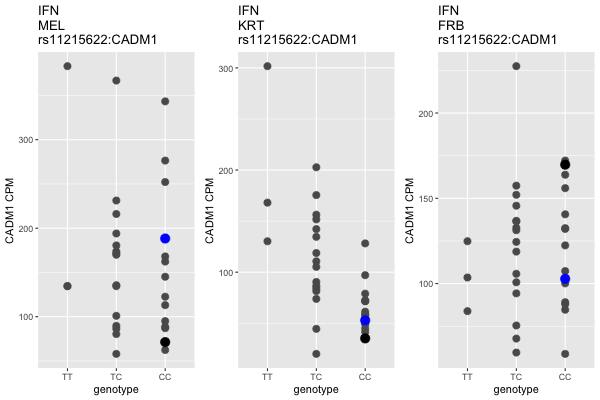 IFN
MEL
rs11215622:CADM1
300
200
100
CADM1 CPM
TT
TC
CC
genotype
IFN
KRT
rs11215622:CADM1
300
200
100
CADM1 CPM
TT
TC
CC
genotype
IFN
FRB
rs11215622:CADM1
200
150
100
CADM1 CPM
TT
TC
CC
genotype